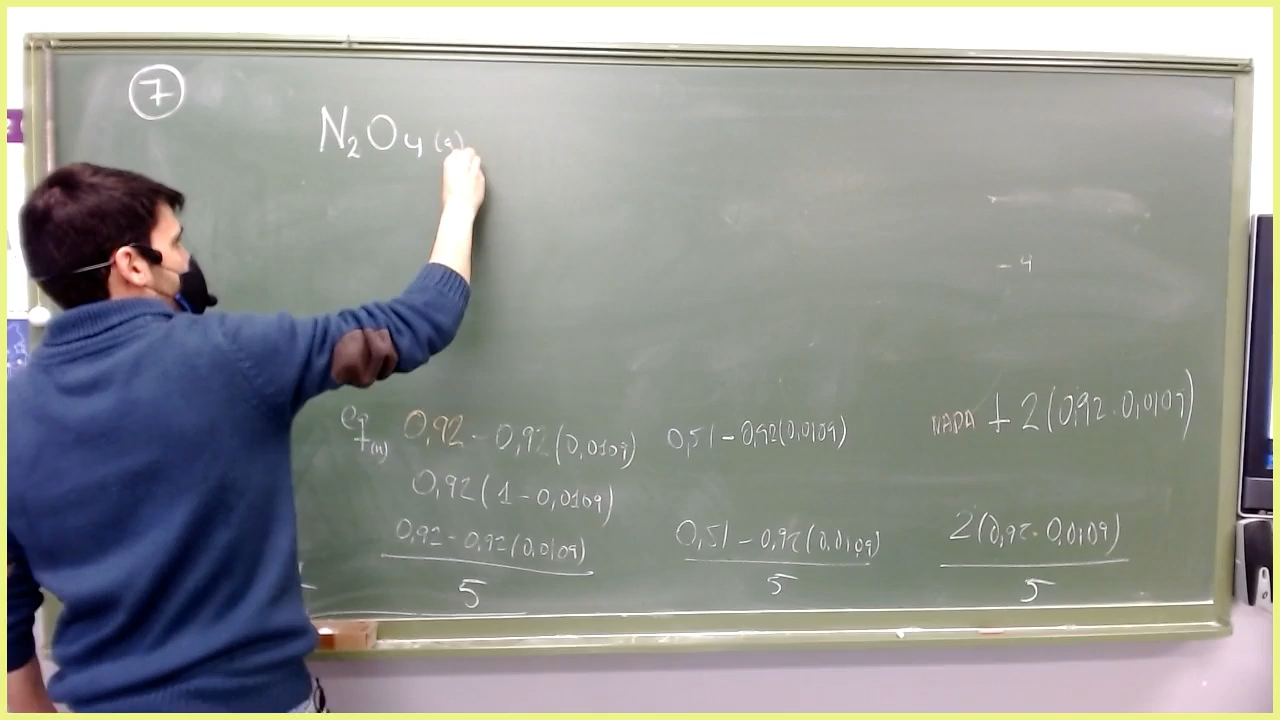 7
N2O4(g)
-4
eq
0,92 - 0,92(0,0109) 0,51 - 0,92(0,0109) NADA + 2(0,92 · 0,0109)
f(n)
0,92(1 - 0,0109)
0,92 - 0,92(0,0109) 0,51 - 0,92(0,0109) 2(0,92 · 0,0109)
5 5 5